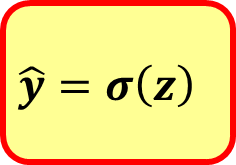 ŷ = σ(z)